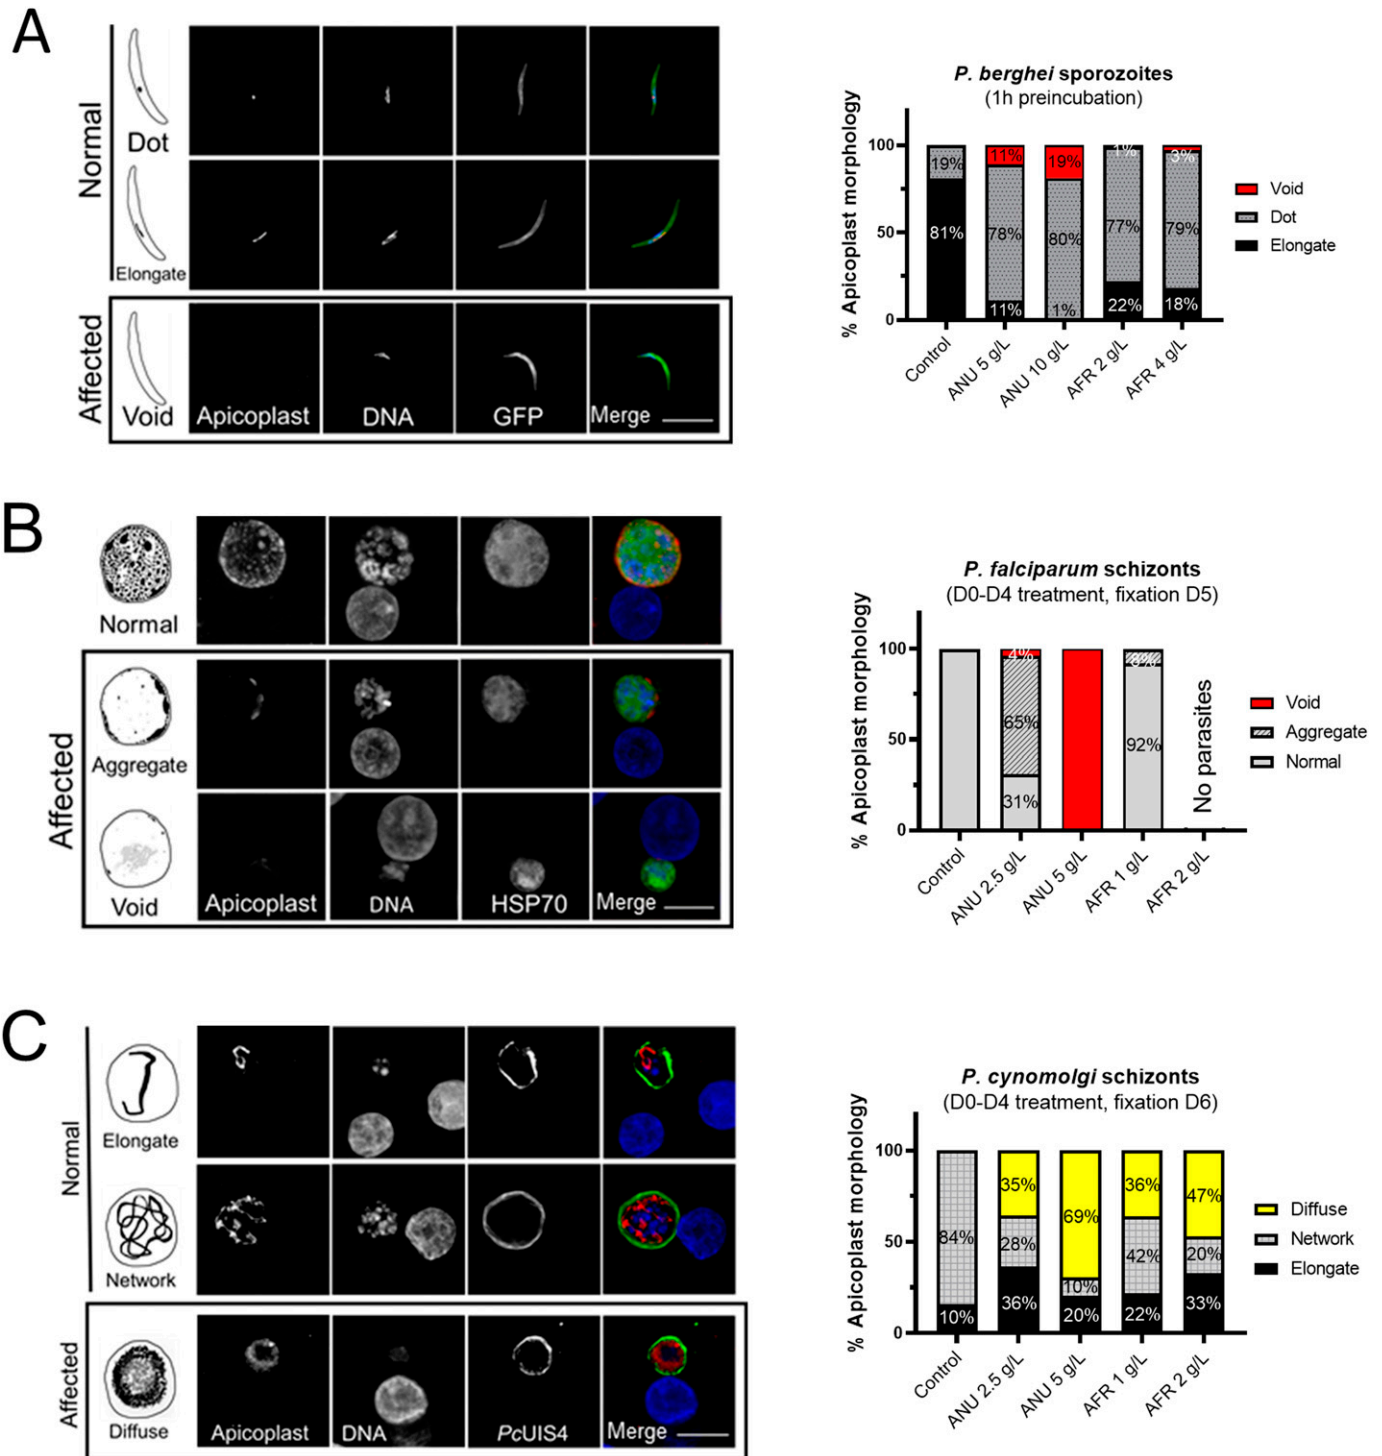 A
Normal
Dot
Elongate
Affected
Void
Apicoplast
DNA
GFP
Merge
P. berghei sporozoites
(1h preincubation)
% Apicoplast morphology
100
50
0
19%
81%
11%
78%
11%
19%
80%
1%
1%
77%
22%
3%
79%
18%
Control
ANU 5 g/L
ANU 10 g/L
AFR 2 g/L
AFR 4 g/L
Void
Dot
Elongate
B
Normal
Affected
Aggregate
Void
Apicoplast
DNA
HSP70
Merge
P. falciparum schizonts
(D0-D4 treatment, fixation D5)
% Apicoplast morphology
100
50
0
4%
65%
31%
8%
92%
No parasites
Control
ANU 2.5 g/L
ANU 5 g/L
AFR 1 g/L
AFR 2 g/L
Void
Aggregate
Normal
C
Normal
Elongate
Network
Affected
Diffuse
Apicoplast
DNA
PcUIS4
Merge
P. cynomolgi schizonts
(D0-D4 treatment, fixation D6)
% Apicoplast morphology
100
50
0
84%
10%
35%
28%
36%
69%
10%
20%
36%
42%
22%
47%
20%
33%
Control
ANU 2.5 g/L
ANU 5 g/L
AFR 1 g/L
AFR 2 g/L
Diffuse
Network
Elongate